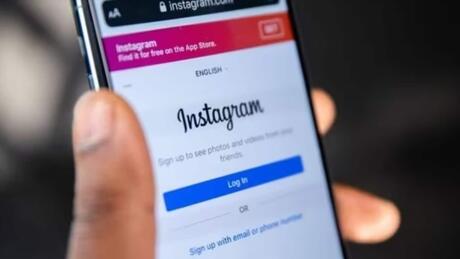 AA instagram.com
Instagram
Find it for free on the App Store.
GET
ENGLISH
Instagram
Sign up to see photos and videos from your
friends.
Log In
OR
Sign up with email or phone number